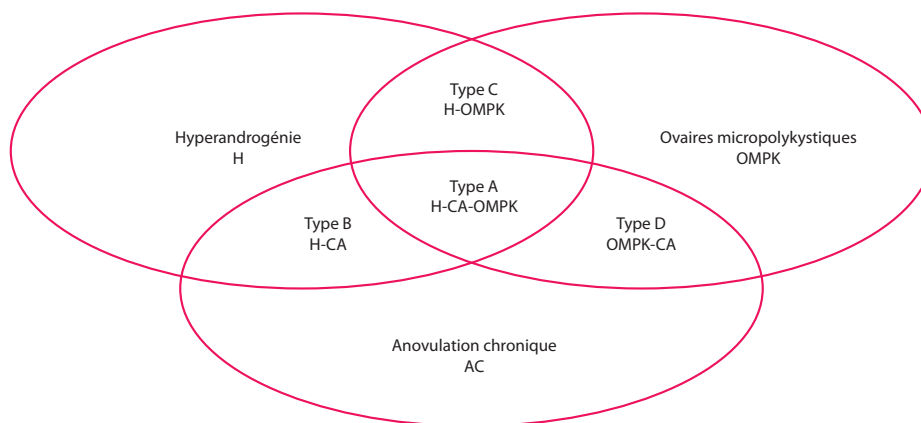 Type C
H-OMPK
Hyperandrogénie
H
Ovaires micropolykystiques
OMPK
Type A
H-CA-OMPK
Type B
H-CA
Type D
OMPK-CA
Anovulation chronique
AC